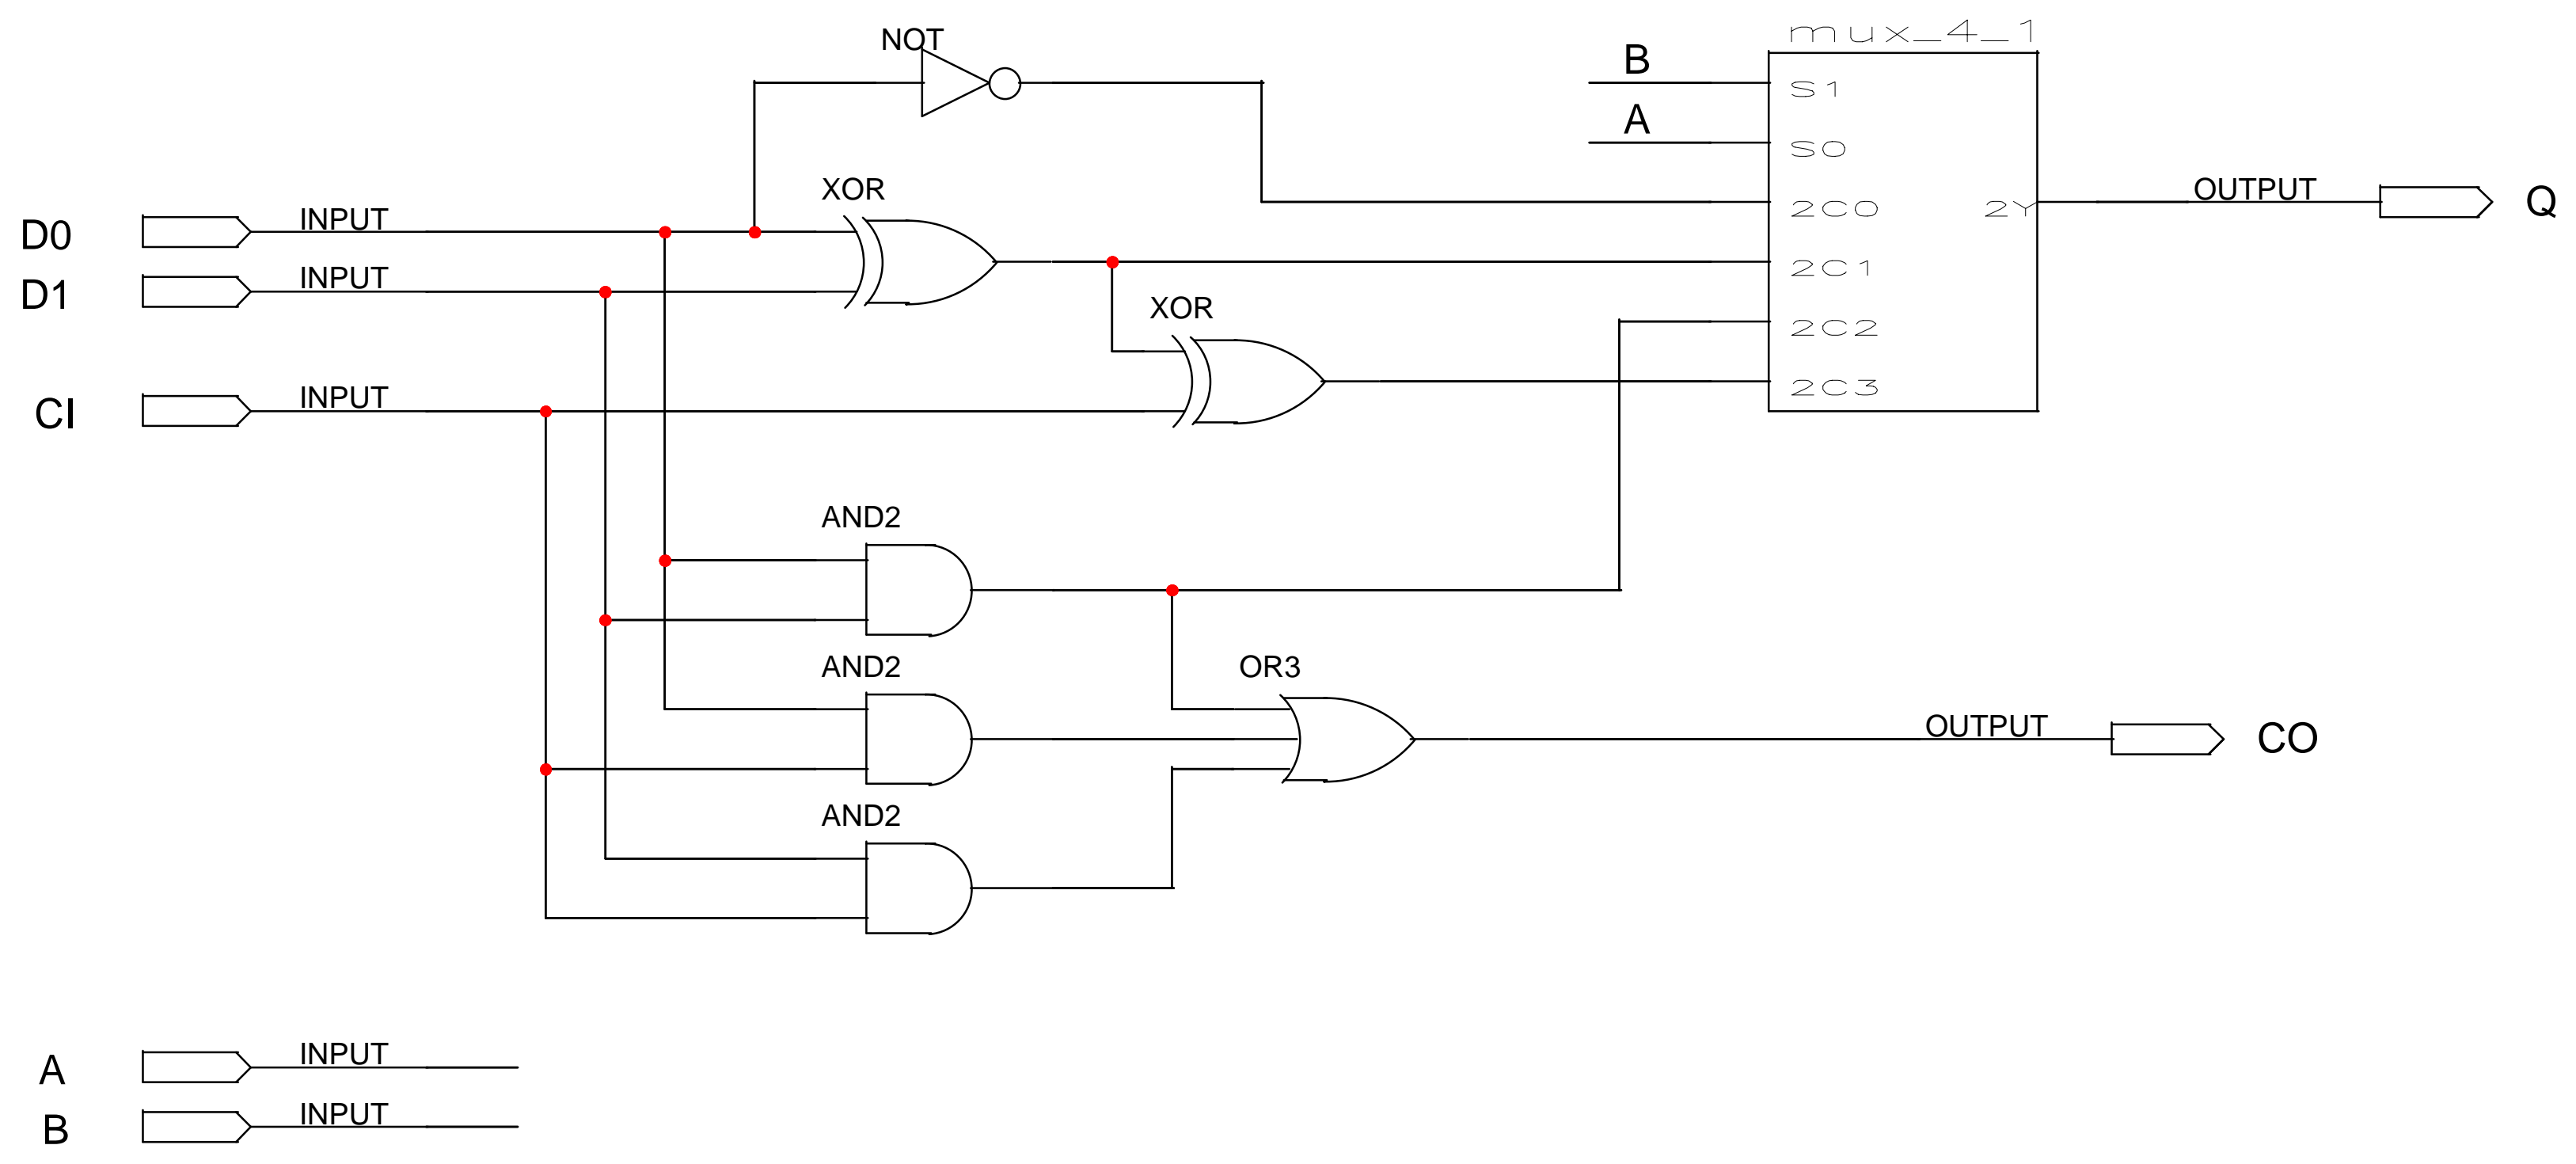 NOT
mux_4_1
B
S1
A
S0
XOR
2C0
2Y
OUTPUT
Q
D0
INPUT
2C1
D1
INPUT
XOR
2C2
CI
INPUT
2C3
AND2
AND2
OR3
OUTPUT
CO
AND2
A
INPUT
B
INPUT